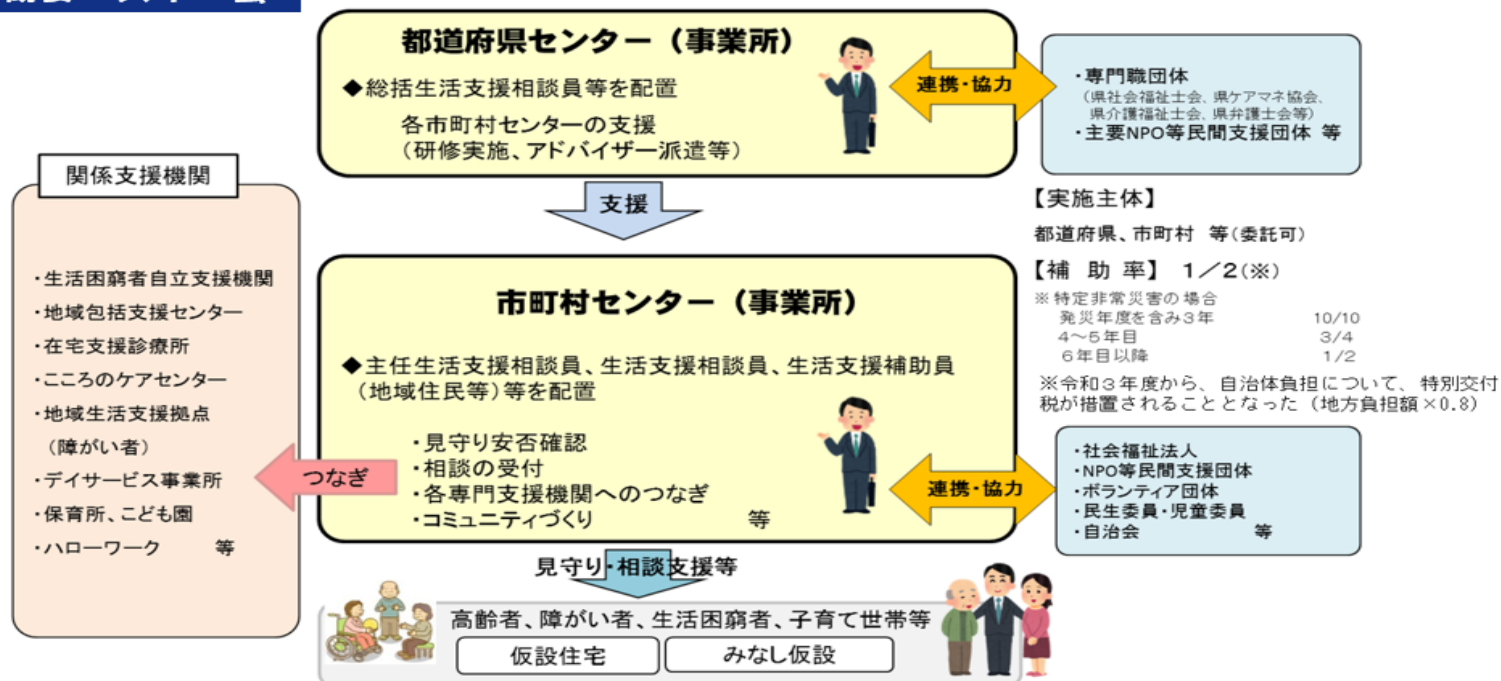 都道府県センター（事業所）
◆総括生活支援相談員等を配置
各市町村センターの支援
（研修実施、アドバイザー派遣等）
連携・協力
・専門職団体
（県社会福祉士会、県ケアマネ協会、
県介護福祉士会、県弁護士会等）
・主要NPO等民間支援団体 等
支援
関係支援機関
・生活困窮者自立支援機関
・地域包括支援センター
・在宅支援診療所
・こころのケアセンター
・地域生活支援拠点
（障がい者）
・デイサービス事業所
・保育所、こども園
・ハローワーク 等
【実施主体】
都道府県、市町村 等（委託可）
【補 助 率】 1／2（※）
※特定非常災害の場合
発災年度を含み３年 10/10
４～５年目 3/4
６年目以降 1/2
※令和３年度から、自治体負担について、特別交付
税が措置されることとなった（地方負担額×0.8）
市町村センター（事業所）
◆主任生活支援相談員、生活支援相談員、生活支援補助員
（地域住民等）等を配置
・見守り安否確認
・相談の受付
・各専門支援機関へのつなぎ
・コミュニティづくり 等
つなぎ
連携・協力
・社会福祉法人
・NPO等民間支援団体
・ボランティア団体
・民生委員・児童委員
・自治会 等
見守り・相談支援等
高齢者、障がい者、生活困窮者、子育て世帯等
仮設住宅
みなし仮設